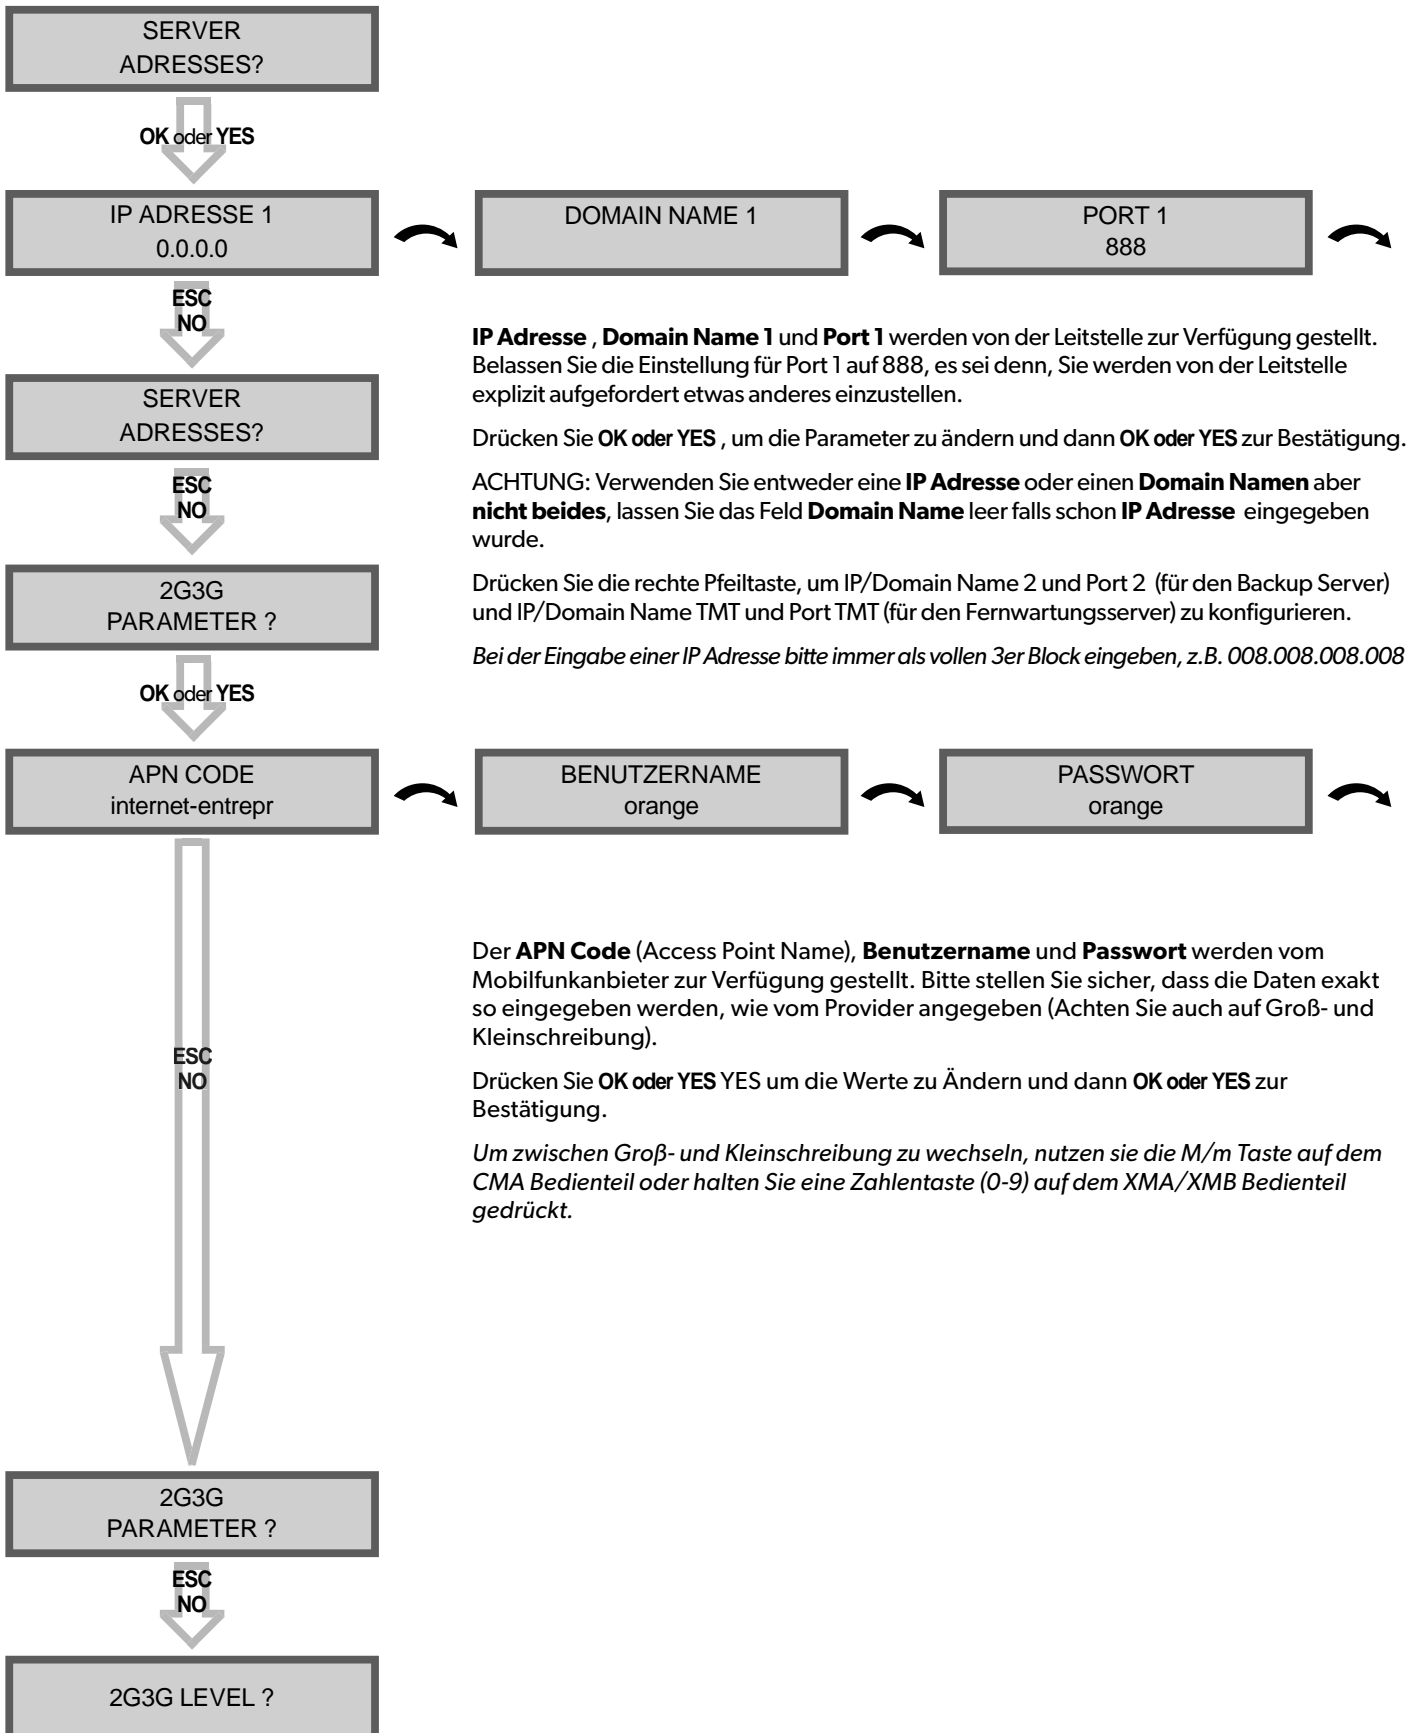 SERVER
ADRESSES?
OK oder YES
IP ADRESSE 1
0.0.0.0
DOMAIN NAME 1
PORT 1
888
ESC
NO
IP Adresse , Domain Name 1 und Port 1 werden von der Leitstelle zur Verfügung gestellt.
Belassen Sie die Einstellung für Port 1 auf 888, es sei denn, Sie werden von der Leitstelle
explizit aufgefordert etwas anderes einzustellen.
SERVER
ADRESSES?
Drücken Sie OK oder YES , um die Parameter zu ändern und dann OK oder YES zur Bestätigung.
ESC
NO
ACHTUNG: Verwenden Sie entweder eine IP Adresse oder einen Domain Namen aber
nicht beides, lassen Sie das Feld Domain Name leer falls schon IP Adresse eingegeben
wurde.
2G3G
PARAMETER ?
Drücken Sie die rechte Pfeiltaste, um IP/Domain Name 2 und Port 2 (für den Backup Server)
und IP/Domain Name TMT und Port TMT (für den Fernwartungsserver) zu konfigurieren.
Bei der Eingabe einer IP Adresse bitte immer als vollen 3er Block eingeben, z.B. 008.008.008.008
OK oder YES
APN CODE
internet-entrepr
BENUTZERNAME
orange
PASSWORT
orange
Der APN Code (Access Point Name), Benutzername und Passwort werden vom
Mobilfunkanbieter zur Verfügung gestellt. Bitte stellen Sie sicher, dass die Daten exakt
so eingegeben werden, wie vom Provider angegeben (Achten Sie auch auf Groß- und
Kleinschreibung).
ESC
NO
Drücken Sie OK oder YES YES um die Werte zu Ändern und dann OK oder YES zur
Bestätigung.
Um zwischen Groß- und Kleinschreibung zu wechseln, nutzen sie die M/m Taste auf dem
CMA Bedienteil oder halten Sie eine Zahlentaste (0-9) auf dem XMA/XMB Bedienteil
gedrückt.
2G3G
PARAMETER ?
ESC
NO
2G3G LEVEL ?